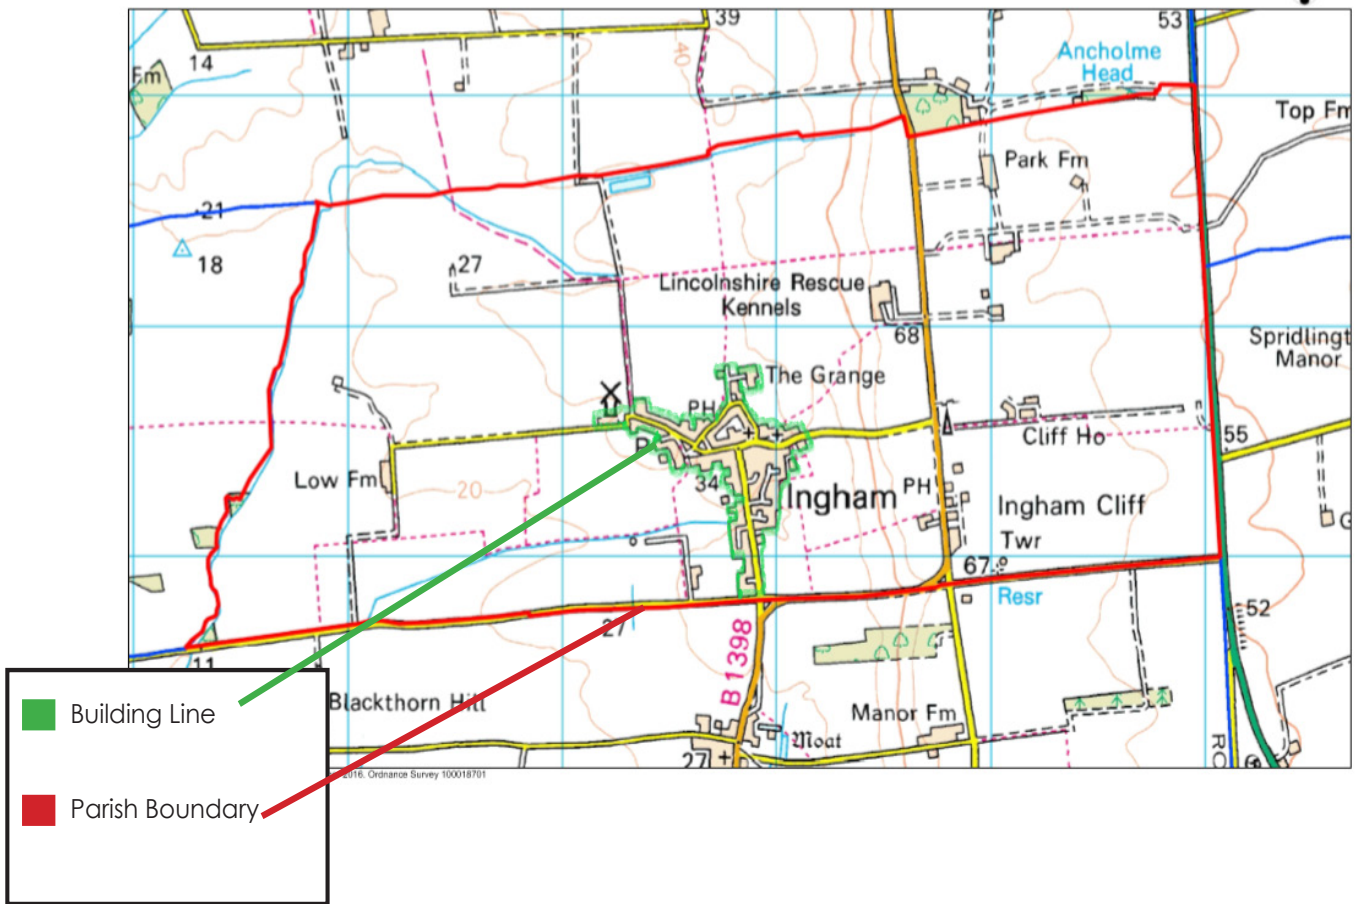 39
53
14
Fm
40
Ancholme
Head
Top Fm
Park Fm
21
18
27
Lincolnshire Rescue
Kennels
68
Spridlingt
Manor
The Grange
PH
Cliff Ho
55
Low Fm
20
34
Ingham
PH
Ingham Cliff
Twr
67
Resr
52
27
11
B 1398
Blackthorn Hill
Manor Fm
Moat
27
2016. Ordnance Survey 100018701
Building Line
Parish Boundary